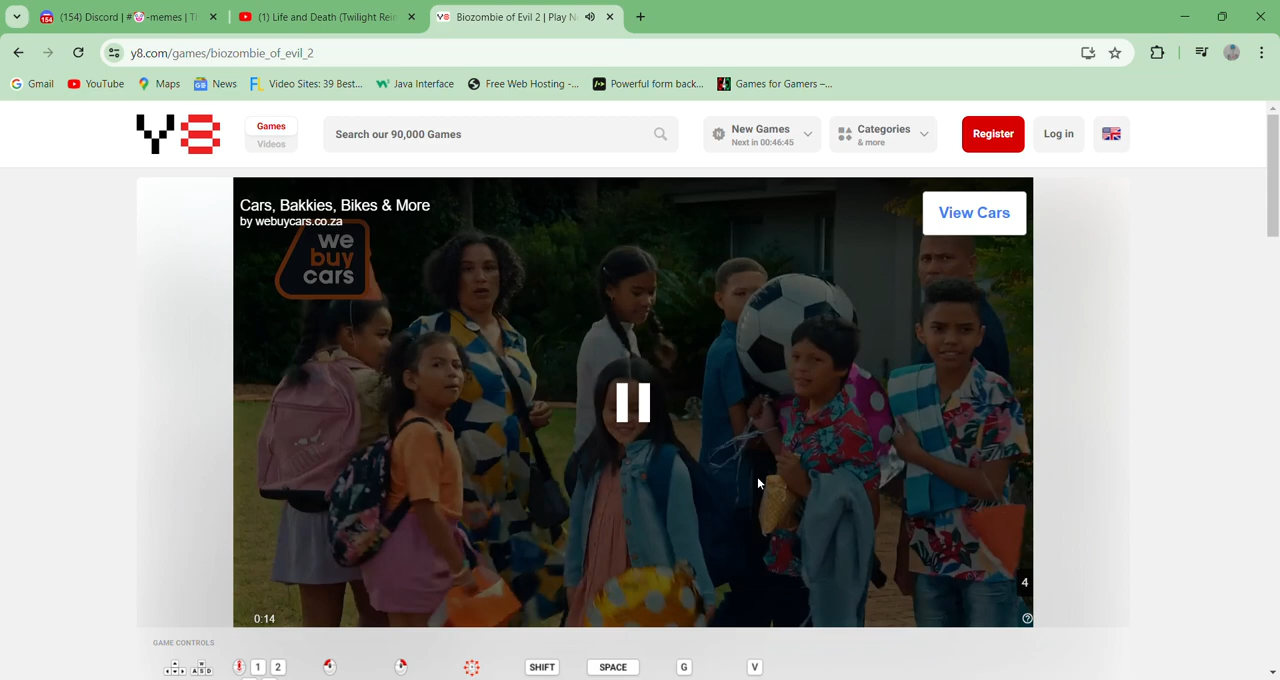 154
(154) Discord | #🤡-memes | Th
(1) Life and Death (Twilight Rein
Y8
Biozombie of Evil 2 | Play N
y8.com/games/biozombie_of_evil_2
Gmail
YouTube
Maps
News
Video Sites: 39 Best...
Java Interface
Free Web Hosting -...
Powerful form back...
Games for Gamers –...
Y8
Games
Videos
Search our 90,000 Games
N
New Games
Next in 00:46:45
Categories
& more
Register
Log in
Cars, Bakkies, Bikes & More
by webuycars.co.za
we
buy
cars
View Cars
4
0:14
GAME CONTROLS
W
A S D
1
2
SHIFT
SPACE
G
V